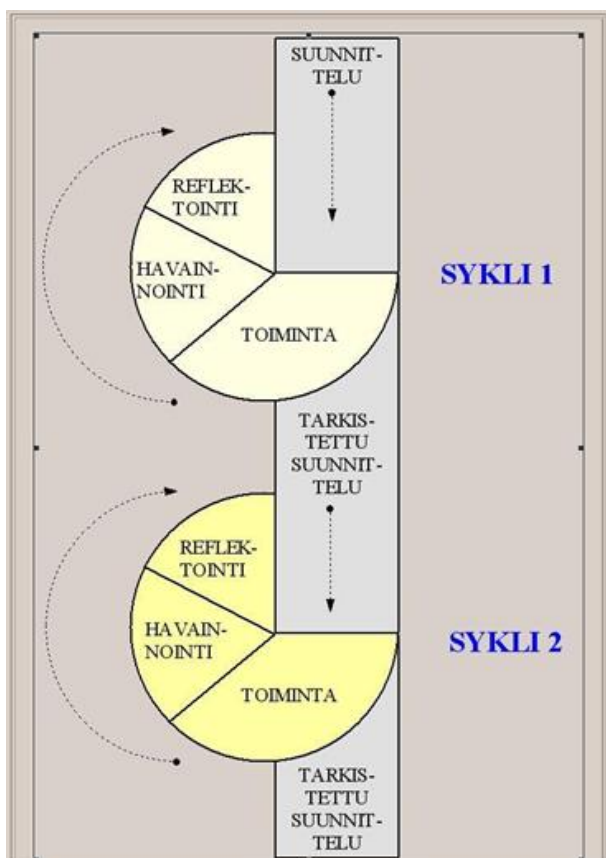 SUUNNIT-
TELU
REFLEK-
TOINTI
HAVAIN-
NOINTI
TOIMINTA
SYKLI 1
TARKIS-
TETTU
SUUNNIT-
TELU
REFLEK-
TOINTI
HAVAIN-
NOINTI
TOIMINTA
SYKLI 2
TARKIS-
TETTU
SUUNNIT-
TELU